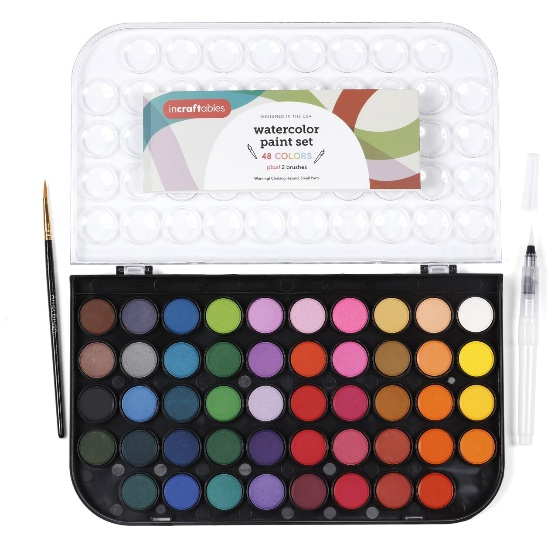 incraftables
DESIGNED IN THE USA
watercolor
paint set
48 COLORS
plus! 2 brushes